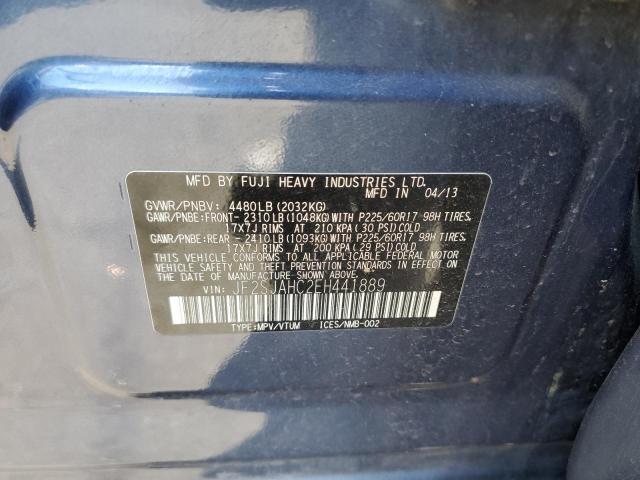 MFD BY FUJI HEAVY INDUSTRIES LTD.
MFD IN 04/13
GVWR/PNBV: 4480LB (2032KG)
GAWR/PNBE:FRONT- 2310LB (1048KG) WITH P225/60R17 98H TIRES.
17X7J RIMS AT 210 KPA (30 PSI) COLD
GAWR/PNBE:REAR - 2410LB (1093KG) WITH P225/60R17 98H TIRES.
17X7J RIMS AT 200 KPA (29 PSI) COLD
THIS VEHICLE CONFORMS TO ALL APPLICABLE FEDERAL MOTOR
VEHICLE SAFETY AND THEFT PREVENTION STANDARDS IN EFFECT
ON THE DATE OF MANUFACTURE SHOWN ABOVE.
VIN: JF2SJAHC2EH441889
TYPE:MPV/VTUM ICES/NMB-002